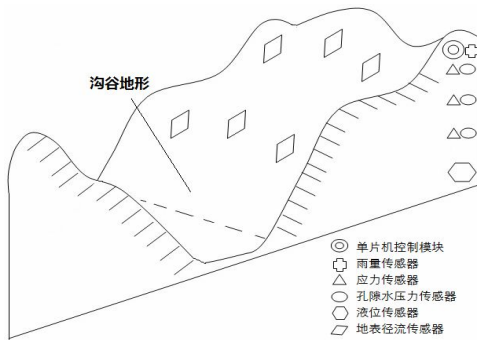 沟谷地形
单片机控制模块
雨量传感器
应力传感器
孔隙水压力传感器
液位传感器
地表径流传感器